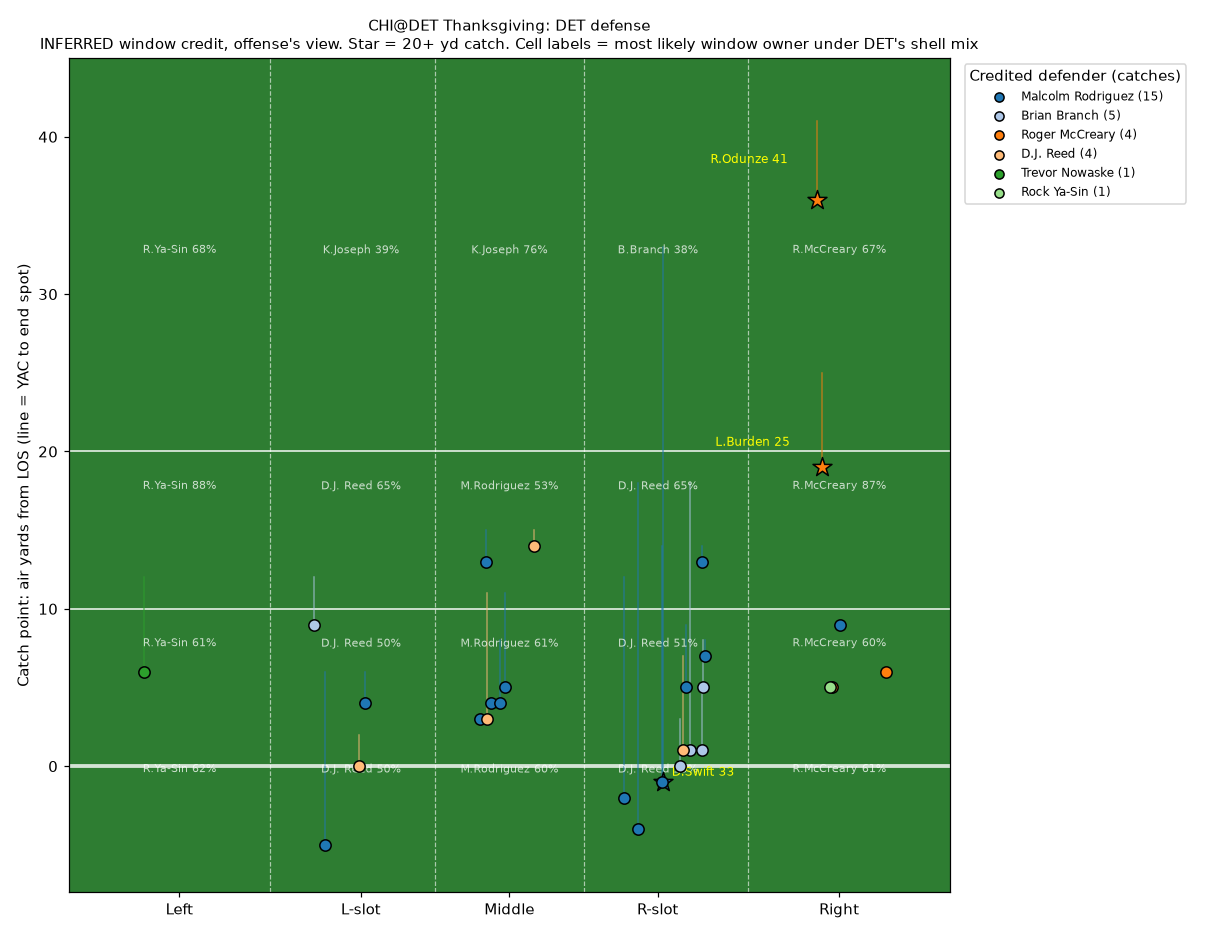 CHI@DET Thanksgiving: DET defense
INFERRED window credit, offense's view. Star = 20+ yd catch. Cell labels = most likely window owner under DET's shell mix
Credited defender (catches)
Malcolm Rodriguez (15)
Brian Branch (5)
Roger McCreary (4)
D.J. Reed (4)
Trevor Nowaske (1)
Rock Ya-Sin (1)
Catch point: air yards from LOS (line = YAC to end spot)
40
30
20
10
0
R.Odunze 41
R.Ya-Sin 68%
K.Joseph 39%
K.Joseph 76%
B.Branch 38%
R.McCreary 67%
L.Burden 25
R.Ya-Sin 88%
D.J. Reed 65%
M.Rodriguez 53%
D.J. Reed 65%
R.McCreary 87%
R.Ya-Sin 61%
D.J. Reed 50%
M.Rodriguez 61%
D.J. Reed 51%
R.McCreary 60%
R.Ya-Sin 62%
D.J. Reed 50%
M.Rodriguez 60%
D.J. Reed
D.Swift 33
R.McCreary 61%
Left
L-slot
Middle
R-slot
Right